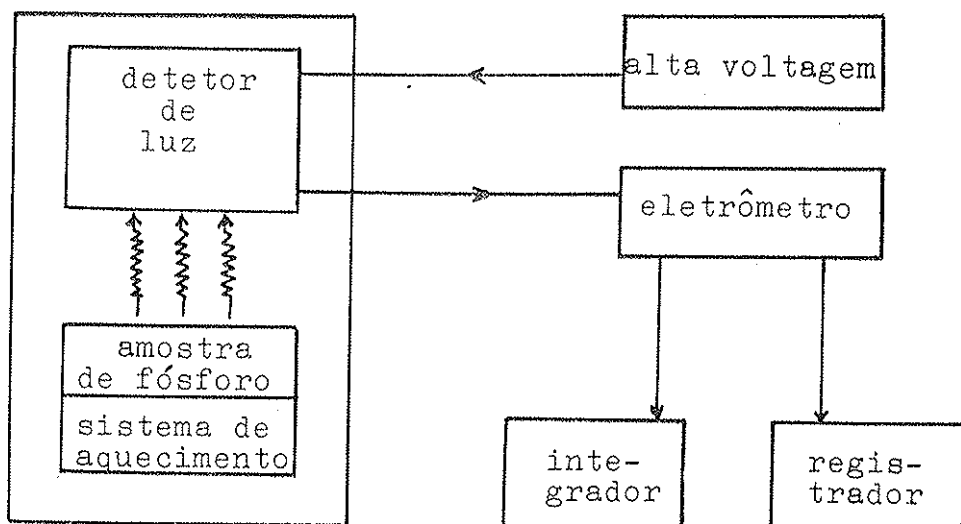 detetor
de
luz
alta voltagem
eletrômetro
amostra
de fósforo
sistema de
aquecimento
inte-
grador
regis-
trador